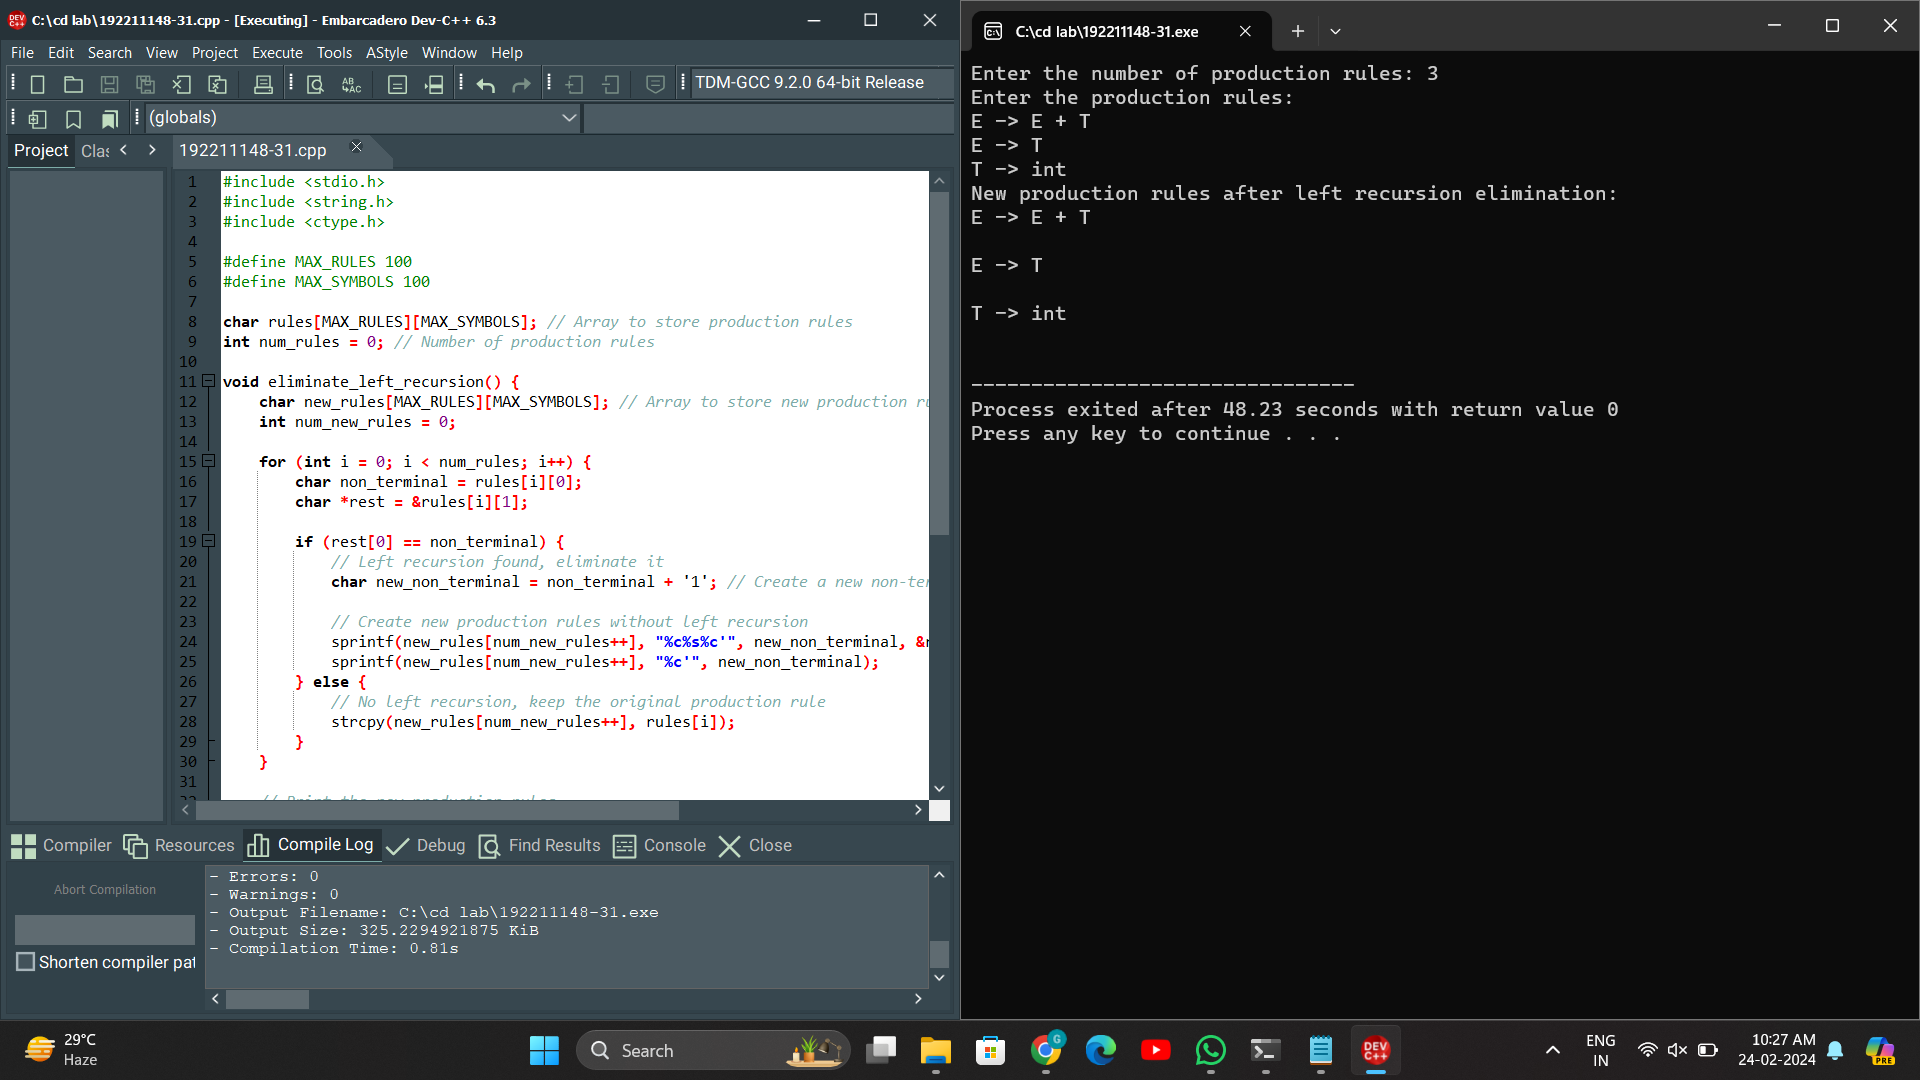 C:\cd lab\192211148-31.cpp - [Executing] - Embarcadero Dev-C++ 6.3
File Edit Search View Project Execute Tools AStyle Window Help
TDM-GCC 9.2.0 64-bit Release
(globals)
Project Clas
192211148-31.cpp
1 #include <stdio.h>
2 #include <string.h>
3 #include <ctype.h>
4
5 #define MAX_RULES 100
6 #define MAX_SYMBOLS 100
7
8 char rules[MAX_RULES][MAX_SYMBOLS]; // Array to store production rules
9 int num_rules = 0; // Number of production rules
10
11 void eliminate_left_recursion() {
12 char new_rules[MAX_RULES][MAX_SYMBOLS]; // Array to store new production ru
13 int num_new_rules = 0;
14
15 for (int i = 0; i < num_rules; i++) {
16 char non_terminal = rules[i][0];
17 char *rest = &rules[i][1];
18
19 if (rest[0] == non_terminal) {
20 // Left recursion found, eliminate it
21 char new_non_terminal = non_terminal + '1'; // Create a new non-ter
22
23 // Create new production rules without left recursion
24 sprintf(new_rules[num_new_rules++], "%c%s%c'", new_non_terminal, &r
25 sprintf(new_rules[num_new_rules++], "%c'", new_non_terminal);
26 } else {
27 // No left recursion, keep the original production rule
28 strcpy(new_rules[num_new_rules++], rules[i]);
29 }
30 }
31
// Print the new production rules
Compiler Resources Compile Log Debug Find Results Console Close
Abort Compilation
Shorten compiler pat
- Errors: 0
- Warnings: 0
- Output Filename: C:\cd lab\192211148-31.exe
- Output Size: 325.2294921875 KiB
- Compilation Time: 0.81s
C:\cd lab\192211148-31.exe
Enter the number of production rules: 3
Enter the production rules:
E -> E + T
E -> T
T -> int
New production rules after left recursion elimination:
E -> E + T
E -> T
T -> int
--------------------------------
Process exited after 48.23 seconds with return value 0
Press any key to continue . . .
29°C
Haze
Search
DEV C++
PRE
ENG
IN
10:27 AM
24-02-2024